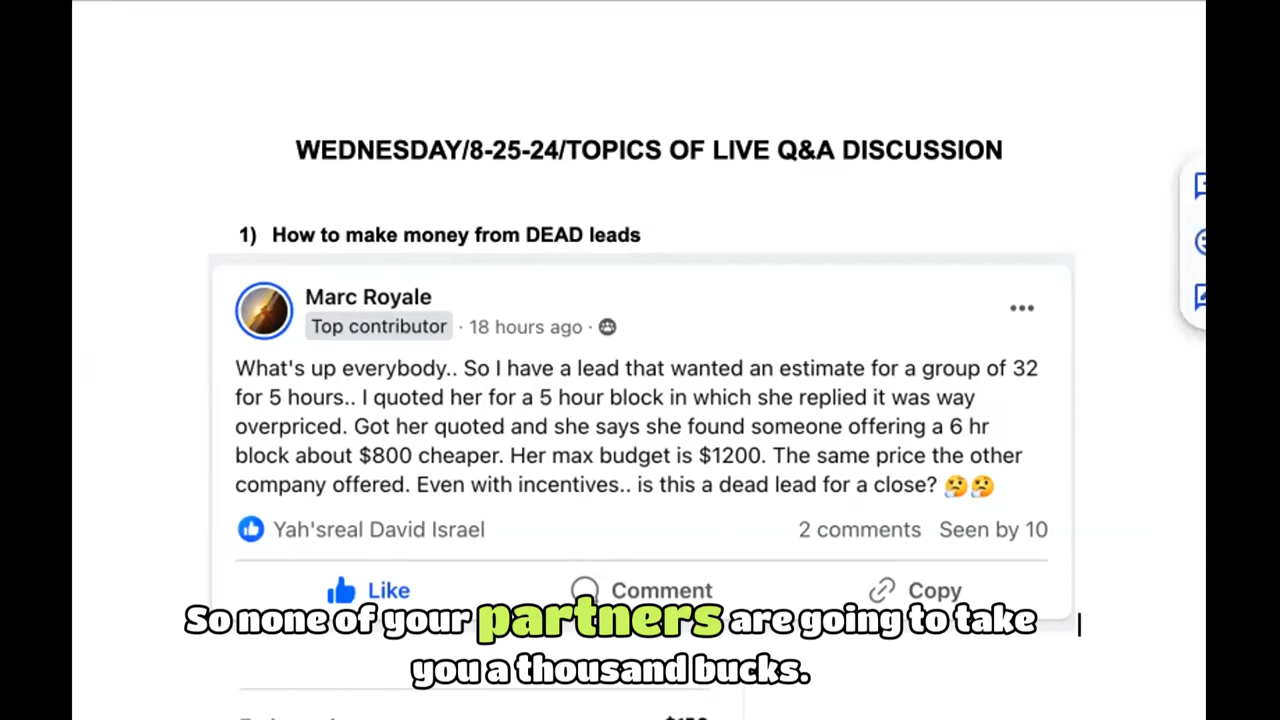 WEDNESDAY/8-25-24/TOPICS OF LIVE Q&A DISCUSSION
1) How to make money from DEAD leads
Marc Royale
Top contributor · 18 hours ago ·
What's up everybody.. So I have a lead that wanted an estimate for a group of 32
for 5 hours.. I quoted her for a 5 hour block in which she replied it was way
overpriced. Got her quoted and she says she found someone offering a 6 hr
block about $800 cheaper. Her max budget is $1200. The same price the other
company offered. Even with incentives.. is this a dead lead for a close? 🤔🤔
Yah'sreal David Israel 2 comments Seen by 10
Like Comment Copy
So none of your partners are going to take
you a thousand bucks.